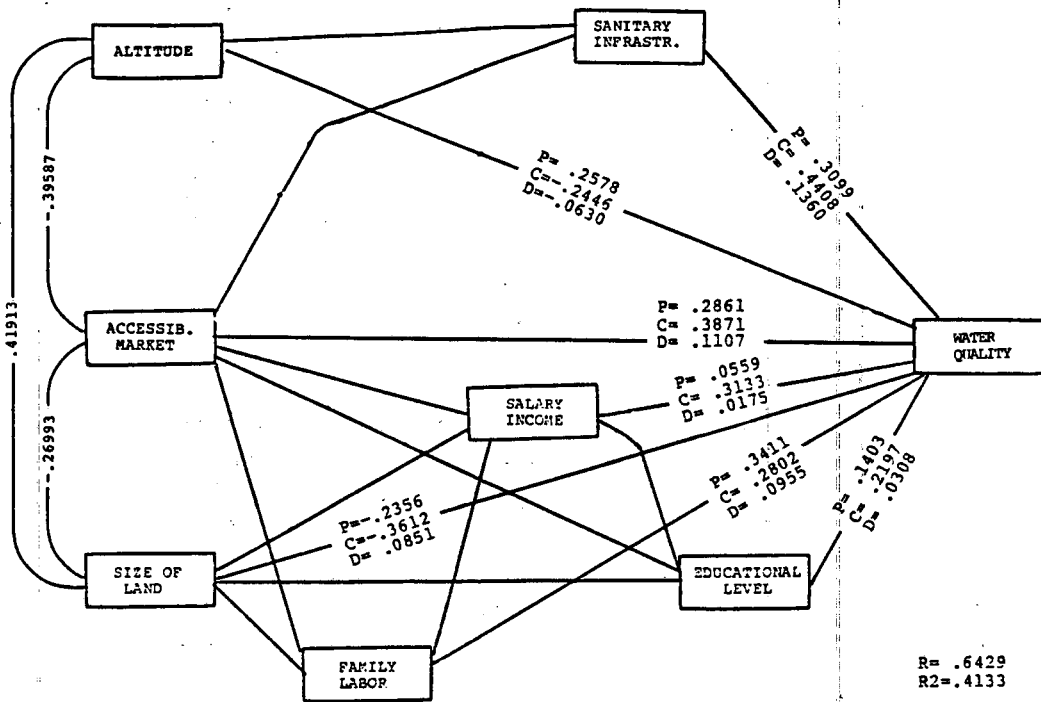 ALTITUDE
SANITARY
INFRASTR.
P= .3099
C= .4408
D= .1360
P= .2578
C=-.2446
D=-.0630
-.39587
.41913
ACCESSIB.
MARKET
P= .2861
C= .3871
D= .1107
WATER
QUALITY
P= .0559
C= .3133
D= .0175
SALARY
INCOME
-.26993
P=-.2356
C=-.3612
D= .0851
P= .3411
C= .2802
D= .0955
P= .1403
C= .2197
D= .0308
SIZE OF
LAND
EDUCATIONAL
LEVEL
FAMILY
LABOR
R= .6429
R2=.4133